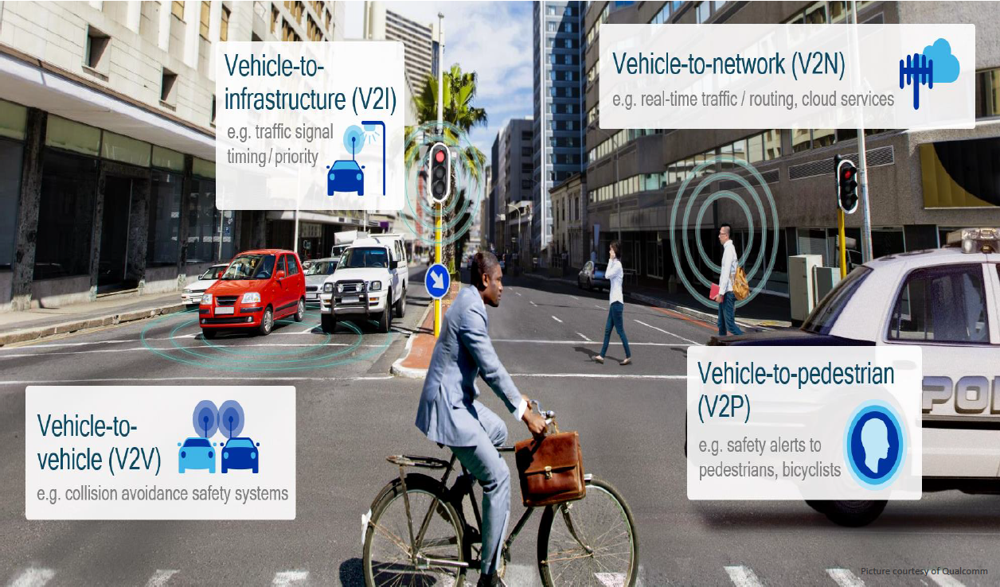 Vehicle-to-
infrastructure (V2I)
e.g. traffic signal
timing / priority
Vehicle-to-network (V2N)
e.g. real-time traffic / routing, cloud services
Vehicle-to-
vehicle (V2V)
e.g. collision avoidance safety systems
Vehicle-to-pedestrian
(V2P)
e.g. safety alerts to
pedestrians, bicyclists
Picture courtesy of Qualcomm